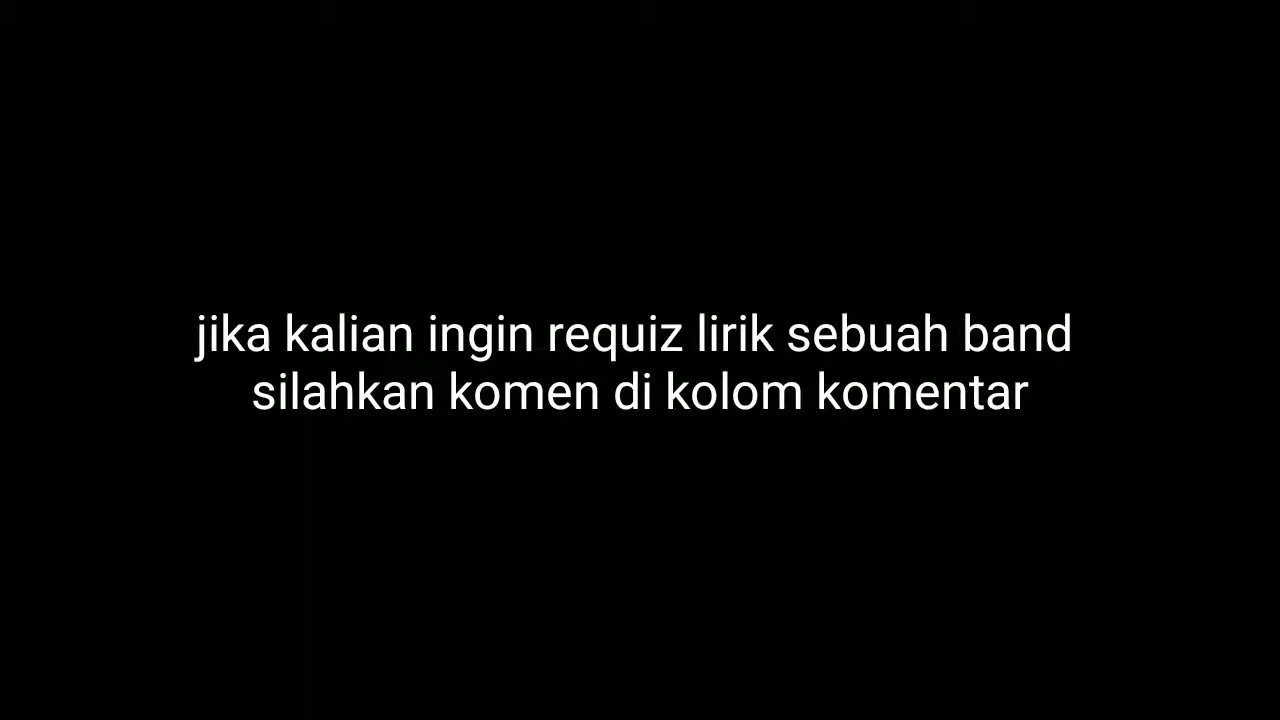 jika kalian ingin requiz lirik sebuah band
silahkan komen di kolom komentar